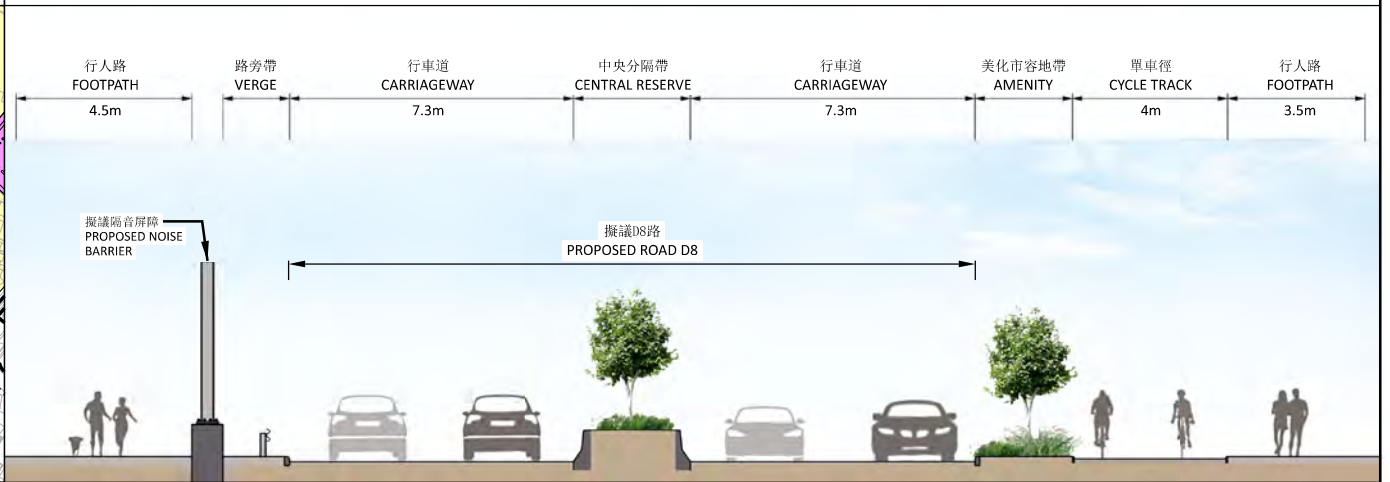 行人路
FOOTPATH
4.5m
路旁帶
VERGE
行車道
CARRIAGEWAY
7.3m
中央分隔帶
CENTRAL RESERVE
行車道
CARRIAGEWAY
7.3m
美化市容地帶
AMENITY
單車徑
CYCLE TRACK
4m
行人路
FOOTPATH
3.5m
擬議隔音屏障
PROPOSED NOISE
BARRIER
擬議D8路
PROPOSED ROAD D8